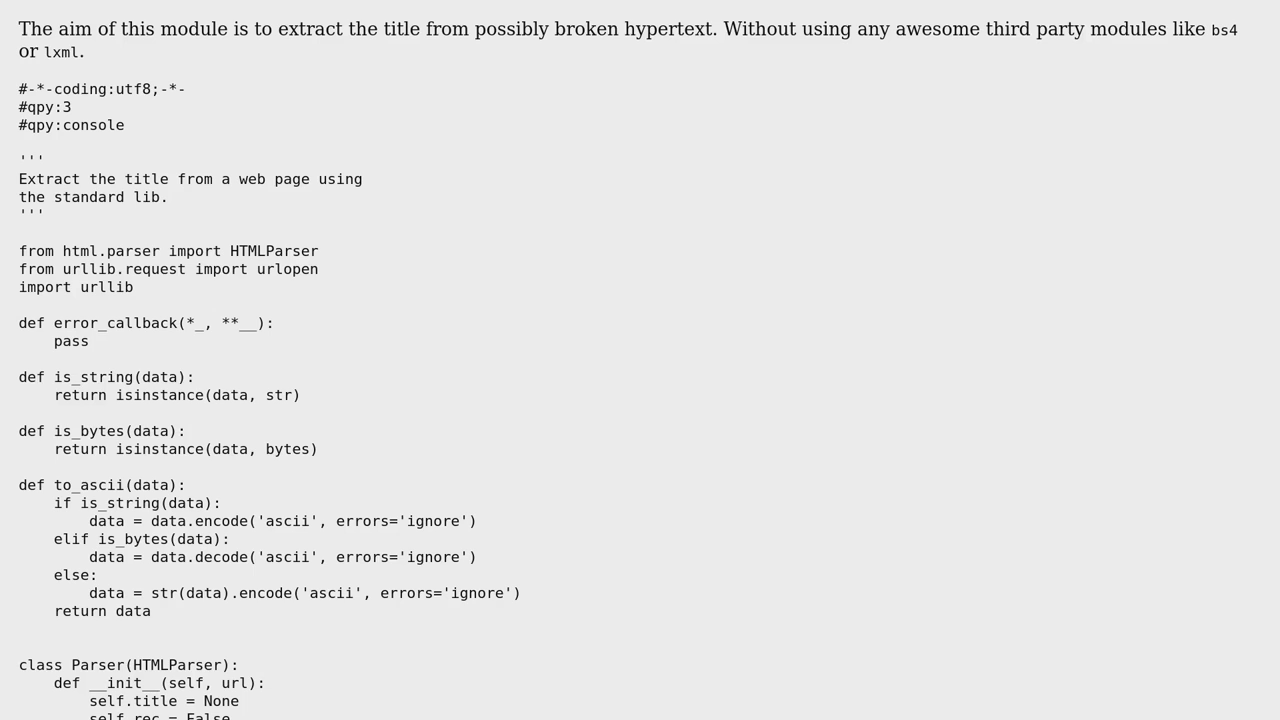 The aim of this module is to extract the title from possibly broken hypertext. Without using any awesome third party modules like bs4
or lxml.
#-*-coding:utf8;-*-
#qpy:3
#qpy:console
'''
Extract the title from a web page using
the standard lib.
'''
from html.parser import HTMLParser
from urllib.request import urlopen
import urllib
def error_callback(*_, **__):
    pass
def is_string(data):
    return isinstance(data, str)
def is_bytes(data):
    return isinstance(data, bytes)
def to_ascii(data):
    if is_string(data):
        data = data.encode('ascii', errors='ignore')
    elif is_bytes(data):
        data = data.decode('ascii', errors='ignore')
    else:
        data = str(data).encode('ascii', errors='ignore')
    return data
class Parser(HTMLParser):
    def __init__(self, url):
        self.title = None
        self.rec = False